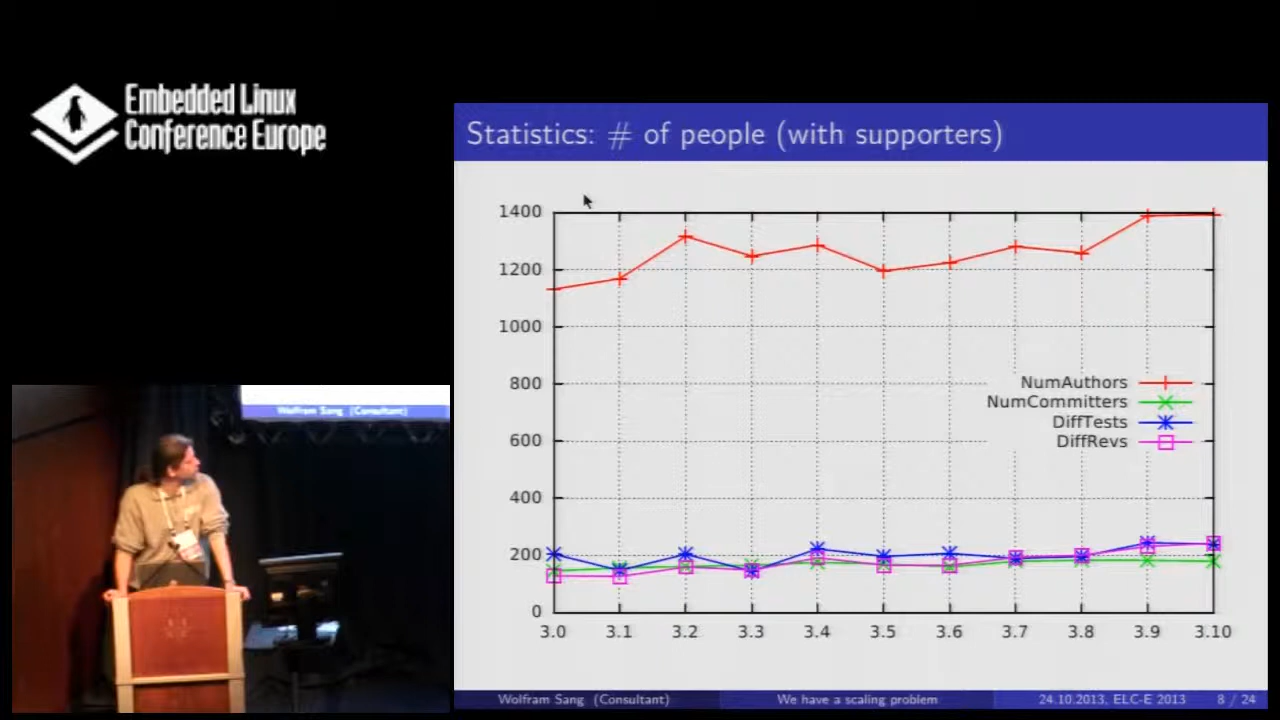 Embedded Linux
Conference Europe
Statistics: # of people (with supporters)
1400
1200
1000
800
600
400
200
0
NumAuthors
NumCommitters
DiffTests
DiffRevs
3.0 3.1 3.2 3.3 3.4 3.5 3.6 3.7 3.8 3.9 3.10
Wolfram Sang (Consultant)
Wolfram Sang (Consultant) We have a scaling problem 24.10.2013, ELC-E 2013 8 / 24